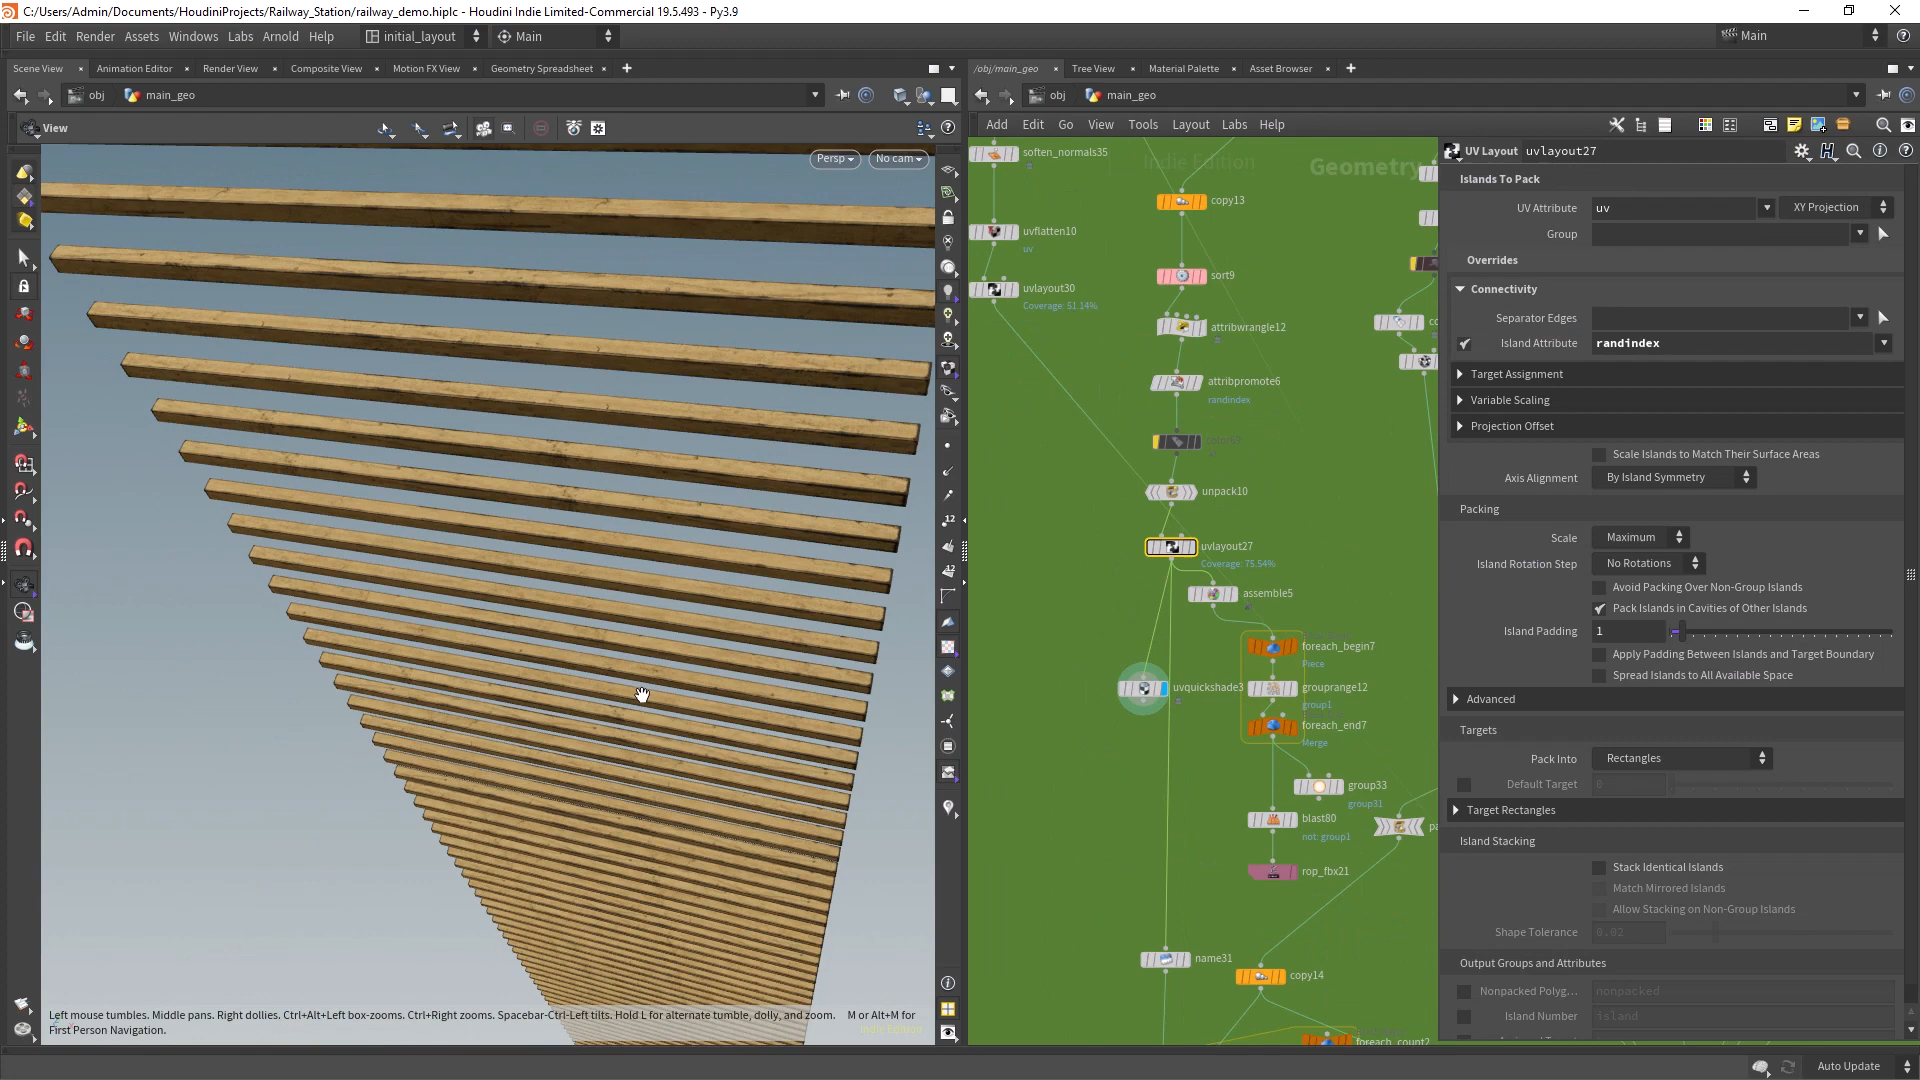 C:/Users/Admin/Documents/HoudiniProjects/Railway_Station/railway_demo.hiplc - Houdini Indie Limited-Commercial 19.5.493 - Py3.9
File Edit Render Assets Windows Labs Arnold Help initial_layout Main Main
Scene View Animation Editor Render View Composite View Motion FX View Geometry Spreadsheet
obj main_geo
View
Persp No cam
12
12
Left mouse tumbles. Middle pans. Right dollies. Ctrl+Alt+Left box-zooms. Ctrl+Right zooms. Spacebar-Ctrl-Left tilts. Hold L for alternate tumble, dolly, and zoom. M or Alt+M for
First Person Navigation.
Indie Edition
/obj/main_geo Tree View Material Palette Asset Browser
obj main_geo
Add Edit Go View Tools Layout Labs Help
Indie Edition
Geometry
soften_normals35
copy13
uvflatten10
uv
sort9
uvlayout30
Coverage: 51.14%
attribwrangle12
attribpromote6
randindex
unpack10
uvlayout27
Coverage: 75.54%
assemble5
foreach_begin7
Piece
uvquickshade3
grouprange12
group1
foreach_end7
Merge
group33
group31
blast80
not: group1
rop_fbx21
name31
copy14
foreach_count2
UV Layout uvlayout27
Islands To Pack
UV Attribute uv XY Projection
Group
Overrides
Connectivity
Separator Edges
Island Attribute randindex
Target Assignment
Variable Scaling
Projection Offset
Scale Islands to Match Their Surface Areas
Axis Alignment By Island Symmetry
Packing
Scale Maximum
Island Rotation Step No Rotations
Avoid Packing Over Non-Group Islands
Pack Islands in Cavities of Other Islands
Island Padding 1
Apply Padding Between Islands and Target Boundary
Spread Islands to All Available Space
Advanced
Targets
Pack Into Rectangles
Default Target 0
Target Rectangles
Island Stacking
Stack Identical Islands
Match Mirrored Islands
Allow Stacking on Non-Group Islands
Shape Tolerance 0.02
Output Groups and Attributes
Nonpacked Polyg... nonpacked
Island Number island
Auto Update